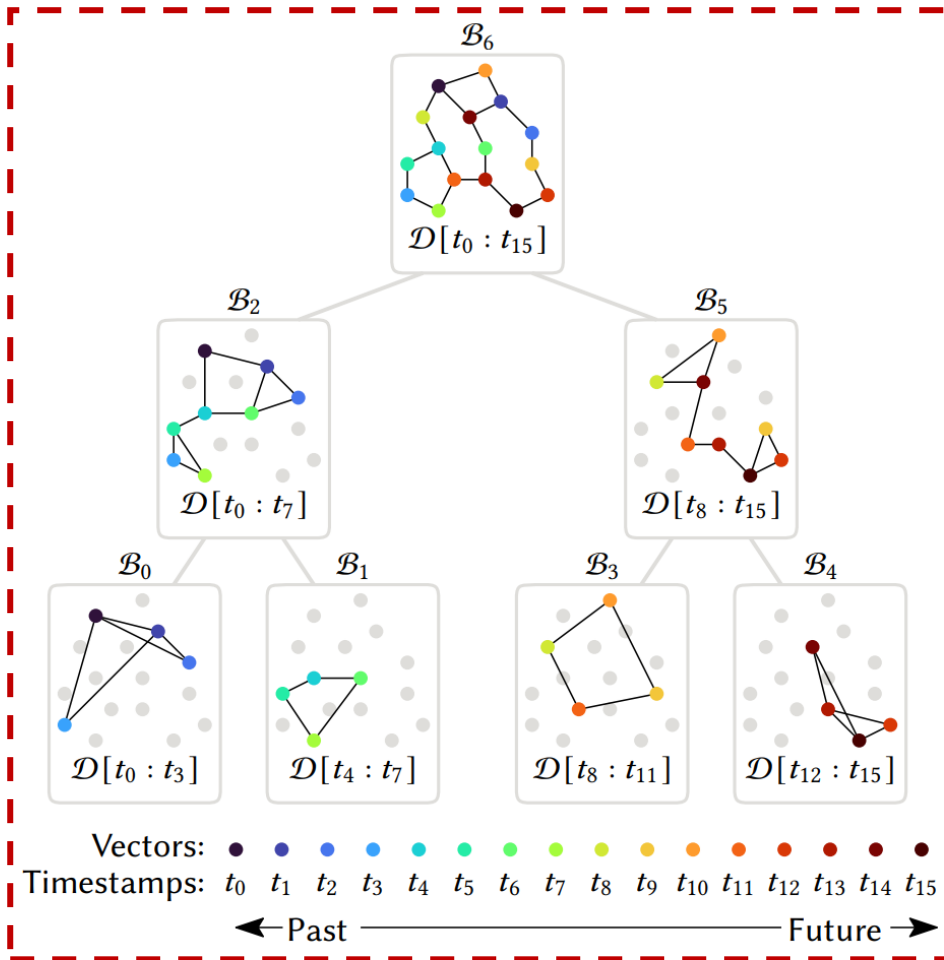 ℬ₆
𝒟[t₀ : t₁₅]
ℬ₂
ℬ₅
𝒟[t₀ : t₇]
𝒟[t₈ : t₁₅]
ℬ₀
ℬ₁
ℬ₃
ℬ₄
𝒟[t₀ : t₃]
𝒟[t₄ : t₇]
𝒟[t₈ : t₁₁]
𝒟[t₁₂ : t₁₅]
Vectors:
Timestamps: t₀ t₁ t₂ t₃ t₄ t₅ t₆ t₇ t₈ t₉ t₁₀ t₁₁ t₁₂ t₁₃ t₁₄ t₁₅
Past Future